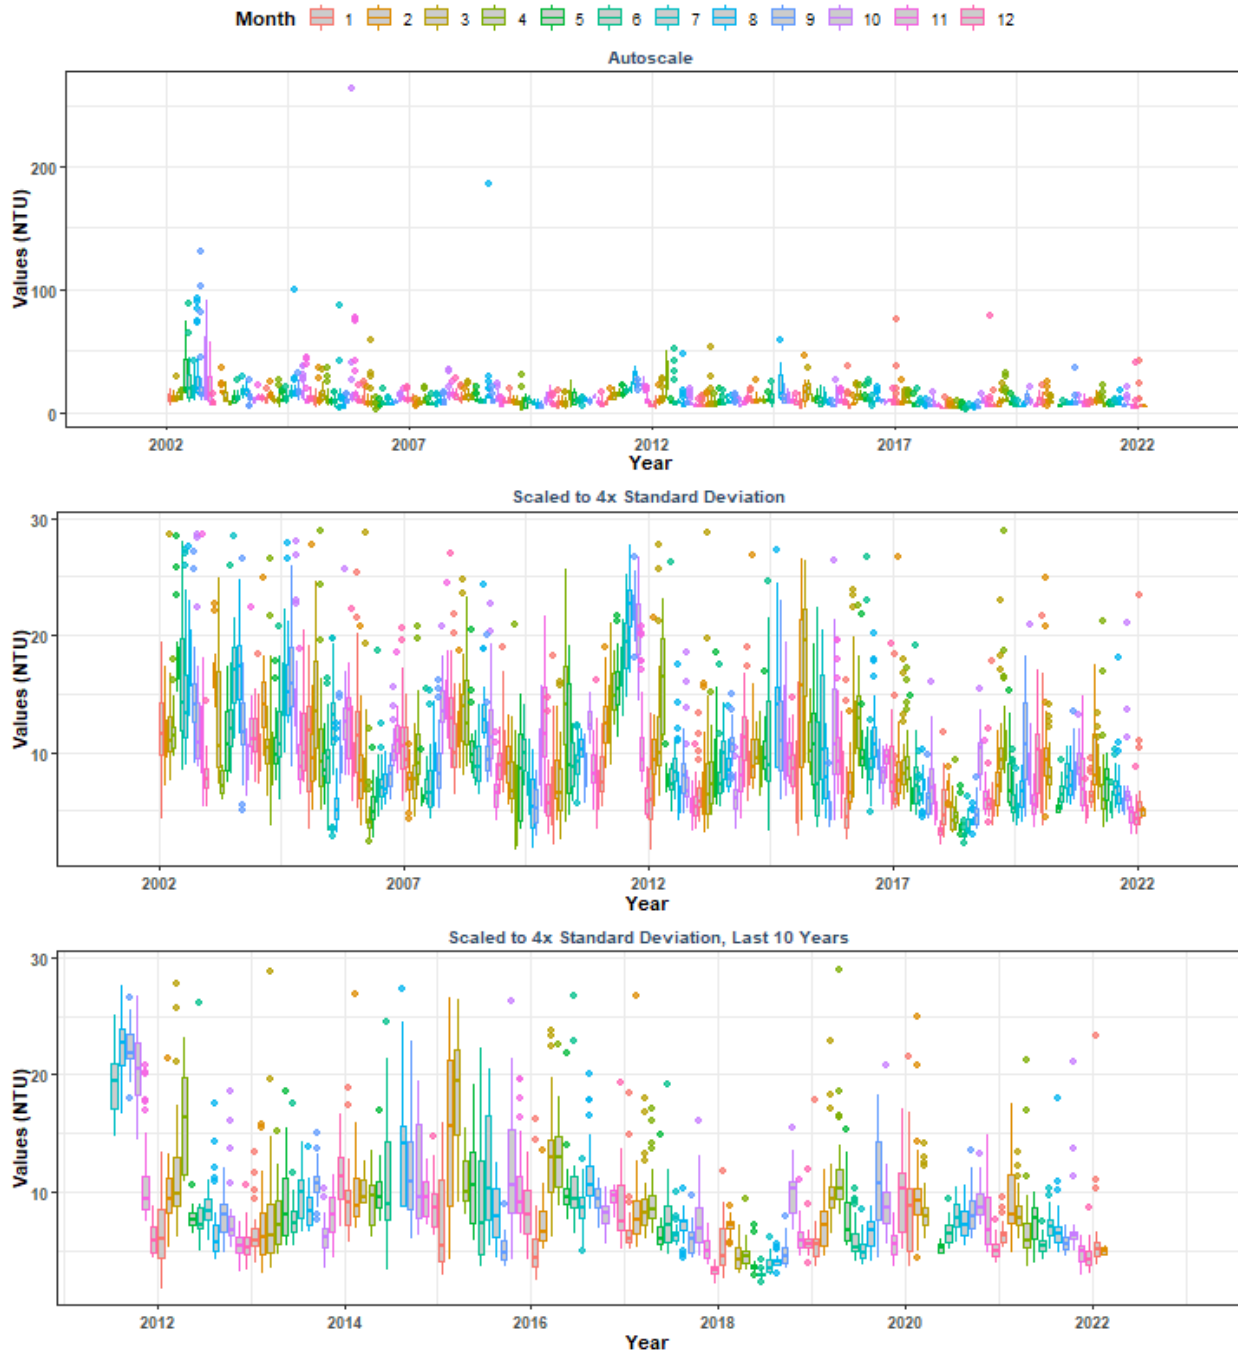 Month 1 2 3 4 5 6 7 8 9 10 11 12
Autoscale
Values (NTU)
200
100
0
2002 2007 2012 2017 2022
Year
Scaled to 4x Standard Deviation
Values (NTU)
30
20
10
2002 2007 2012 2017 2022
Year
Scaled to 4x Standard Deviation, Last 10 Years
Values (NTU)
30
20
10
2012 2014 2016 2018 2020 2022
Year